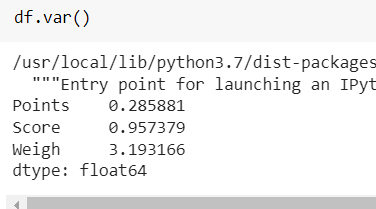 df.var()
/usr/local/lib/python3.7/dist-packages
"""Entry point for launching an IPyt
Points    0.285881
Score     0.957379
Weigh     3.193166
dtype: float64